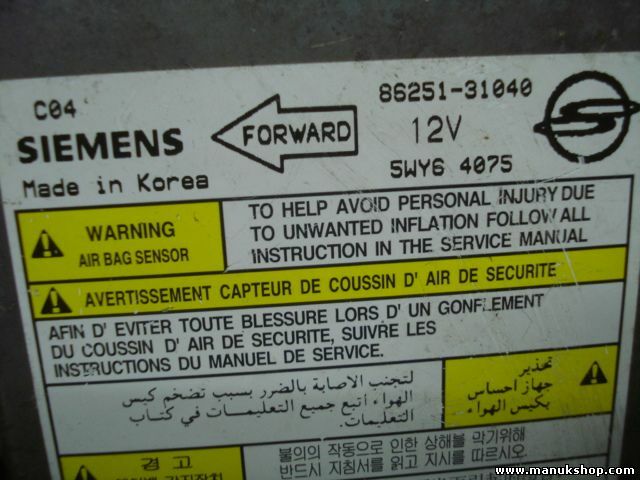 C04
SIEMENS
Made in Korea
FORWARD
86251-31040
12V
5WY6 4075
WARNING
AIR BAG SENSOR
TO HELP AVOID PERSONAL INJURY DUE
TO UNWANTED INFLATION FOLLOW ALL
INSTRUCTION IN THE SERVICE MANUAL
AVERTISSEMENT CAPTEUR DE COUSSIN D' AIR DE SECURITE
AFIN D' EVITER TOUTE BLESSURE LORS D' UN GONFLEMENT
DU COUSSIN D' AIR DE SECURITE, SUIVRE LES
INSTRUCTIONS DU MANUEL DE SERVICE.
تحذير
جهاز احساس
بكيس الهواء
لتجنب الاصابة بالضرر بسبب تضخم كيس
الهواء اتبع جميع التعليمات في كتاب
التعليمات.
경 고
불의의 작동으로 인한 상해를 막기위해
반드시 지침서를 읽고 지시를 따르십시오
www.manukshop.com